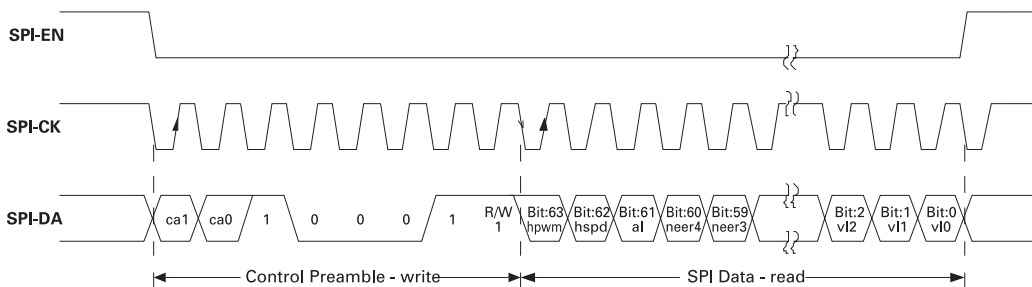 SPI-EN
SPI-CK
SPI-DA
ca1 ca0 1 0 0 0 1 R/W 1 Bit:63 hpwm Bit:62 hspd Bit:61 al Bit:60 neer4 Bit:59 neer3 Bit:2 vl2 Bit:1 vl1 Bit:0 vl0
Control Preamble - write SPI Data - read